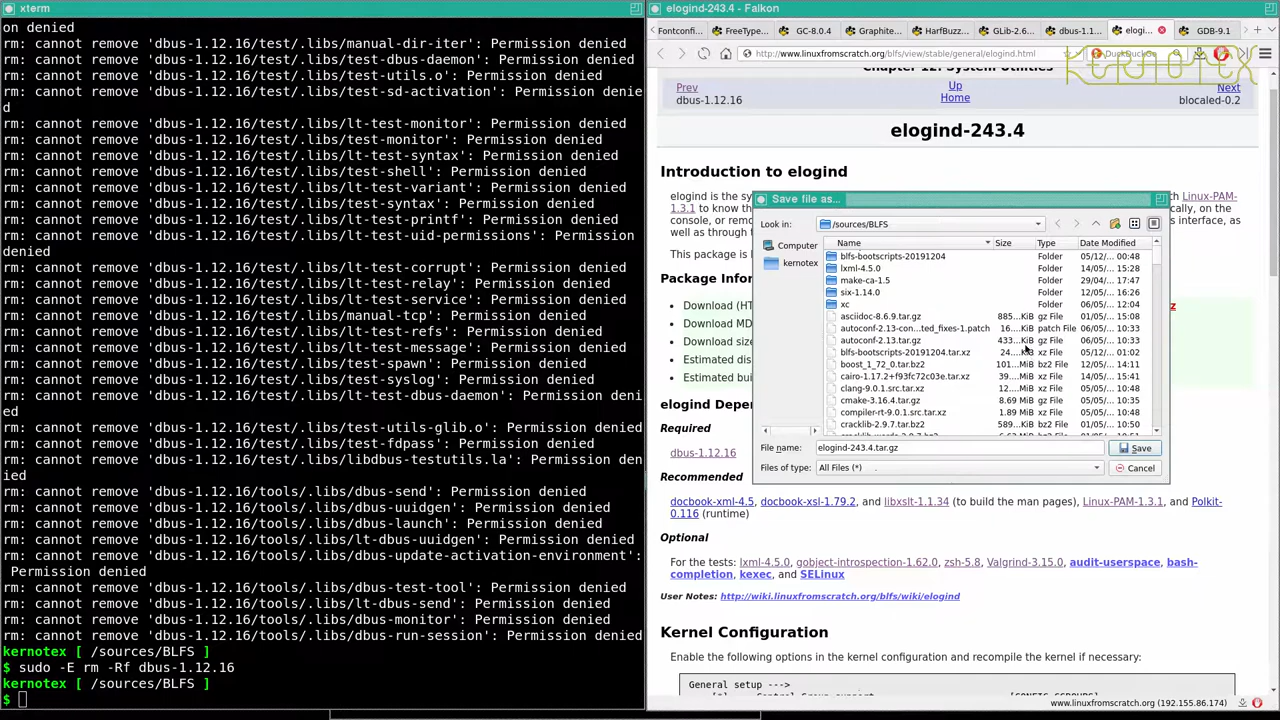 xterm
on denied
rm: cannot remove 'dbus-1.12.16/test/.libs/manual-dir-iter': Permission denied
rm: cannot remove 'dbus-1.12.16/test/.libs/test-dbus-daemon': Permission denied
rm: cannot remove 'dbus-1.12.16/test/.libs/test-utils.o': Permission denied
rm: cannot remove 'dbus-1.12.16/test/.libs/test-sd-activation': Permission denie
d
rm: cannot remove 'dbus-1.12.16/test/.libs/lt-test-monitor': Permission denied
rm: cannot remove 'dbus-1.12.16/test/.libs/test-monitor': Permission denied
rm: cannot remove 'dbus-1.12.16/test/.libs/lt-test-syntax': Permission denied
rm: cannot remove 'dbus-1.12.16/test/.libs/test-shell': Permission denied
rm: cannot remove 'dbus-1.12.16/test/.libs/lt-test-variant': Permission denied
rm: cannot remove 'dbus-1.12.16/test/.libs/test-syntax': Permission denied
rm: cannot remove 'dbus-1.12.16/test/.libs/lt-test-printf': Permission denied
rm: cannot remove 'dbus-1.12.16/test/.libs/lt-test-uid-permissions': Permission
denied
rm: cannot remove 'dbus-1.12.16/test/.libs/lt-test-corrupt': Permission denied
rm: cannot remove 'dbus-1.12.16/test/.libs/lt-test-relay': Permission denied
rm: cannot remove 'dbus-1.12.16/test/.libs/lt-test-service': Permission denied
rm: cannot remove 'dbus-1.12.16/test/.libs/manual-tcp': Permission denied
rm: cannot remove 'dbus-1.12.16/test/.libs/lt-test-refs': Permission denied
rm: cannot remove 'dbus-1.12.16/test/.libs/lt-test-message': Permission denied
rm: cannot remove 'dbus-1.12.16/test/.libs/test-spawn': Permission denied
rm: cannot remove 'dbus-1.12.16/test/.libs/test-syslog': Permission denied
rm: cannot remove 'dbus-1.12.16/test/.libs/lt-test-dbus-daemon': Permission deni
ed
rm: cannot remove 'dbus-1.12.16/test/.libs/test-utils-glib.o': Permission denied
rm: cannot remove 'dbus-1.12.16/test/.libs/test-fdpass': Permission denied
rm: cannot remove 'dbus-1.12.16/test/.libs/libdbus-testutils.la': Permission den
ied
rm: cannot remove 'dbus-1.12.16/tools/.libs/dbus-send': Permission denied
rm: cannot remove 'dbus-1.12.16/tools/.libs/dbus-uuidgen': Permission denied
rm: cannot remove 'dbus-1.12.16/tools/.libs/dbus-launch': Permission denied
rm: cannot remove 'dbus-1.12.16/tools/.libs/lt-dbus-uuidgen': Permission denied
rm: cannot remove 'dbus-1.12.16/tools/.libs/dbus-update-activation-environment':
 Permission denied
rm: cannot remove 'dbus-1.12.16/tools/.libs/dbus-test-tool': Permission denied
rm: cannot remove 'dbus-1.12.16/tools/.libs/lt-dbus-send': Permission denied
rm: cannot remove 'dbus-1.12.16/tools/.libs/dbus-monitor': Permission denied
rm: cannot remove 'dbus-1.12.16/tools/.libs/dbus-run-session': Permission denied
kernotex [ /sources/BLFS ]
$ sudo -E rm -Rf dbus-1.12.16
kernotex [ /sources/BLFS ]
$
elogind-243.4 - Falkon
Fontconfi... FreeType... GC-8.0.4 Graphite... HarfBuzz... GLib-2.6... dbus-1.1... elogi... GDB-9.1
http://www.linuxfromscratch.org/blfs/view/stable/general/elogind.html DuckDuckGo
KERNOTEX
Chapter 12. System Utilities
Prev Up Next
dbus-1.12.16 Home blocaled-0.2
elogind-243.4
Introduction to elogind
elogind is the sy Linux-PAM-
1.3.1) to know th cally, on the
console, or remo s interface, as
well as through
This package is
Package Infor
Download (HT z
Download MD
Download size
Estimated dis
Estimated bui
elogind Depe
Required
dbus-1.12.16
Save file as...
Look in: /sources/BLFS
Computer
kernotex
Name Size Type Date Modified
blfs-bootscripts-20191204 Folder 05/12/... 00:48
lxml-4.5.0 Folder 14/05/... 15:28
make-ca-1.5 Folder 29/04/... 17:47
six-1.14.0 Folder 12/05/... 16:26
xc Folder 06/05/... 12:04
asciidoc-8.6.9.tar.gz 885...KiB gz File 01/05/... 15:08
autoconf-2.13-con...ted_fixes-1.patch 16....KiB patch File 06/05/... 10:33
autoconf-2.13.tar.gz 433...KiB gz File 06/05/... 10:33
blfs-bootscripts-20191204.tar.xz 24....KiB xz File 05/12/... 01:02
boost_1_72_0.tar.bz2 101...MiB bz2 File 12/05/... 14:11
cairo-1.17.2+f93fc72c03e.tar.xz 39....MiB xz File 14/05/... 15:41
clang-9.0.1.src.tar.xz 12....MiB xz File 05/05/... 10:48
cmake-3.16.4.tar.gz 8.69 MiB gz File 05/05/... 10:35
compiler-rt-9.0.1.src.tar.xz 1.89 MiB xz File 05/05/... 10:48
cracklib-2.9.7.tar.bz2 589...KiB bz2 File 01/05/... 10:50
File name: elogind-243.4.tar.gz Save
Files of type: All Files (*) Cancel
Recommended
docbook-xml-4.5, docbook-xsl-1.79.2, and libxslt-1.1.34 (to build the man pages), Linux-PAM-1.3.1, and Polkit-
0.116 (runtime)
Optional
For the tests: lxml-4.5.0, gobject-introspection-1.62.0, zsh-5.8, Valgrind-3.15.0, audit-userspace, bash-
completion, kexec, and SELinux
User Notes: http://wiki.linuxfromscratch.org/blfs/wiki/elogind
Kernel Configuration
Enable the following options in the kernel configuration and recompile the kernel if necessary:
General setup --->
www.linuxfromscratch.org (192.155.86.174)